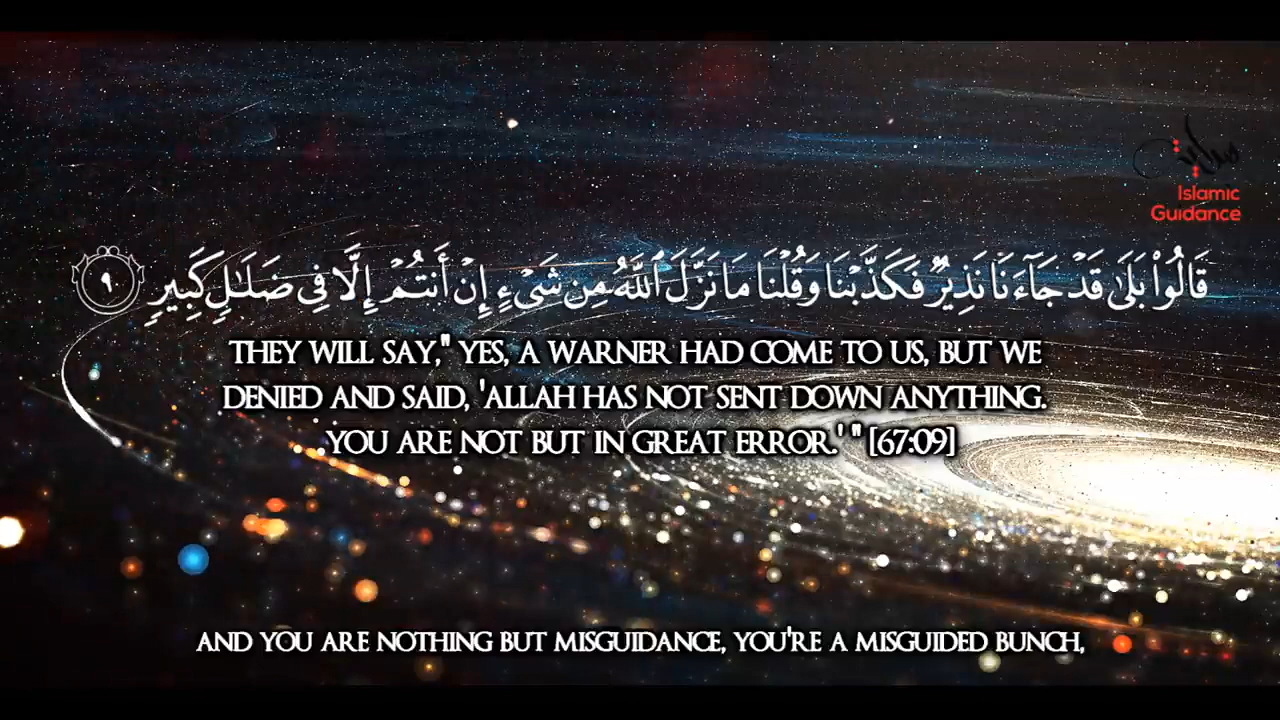 هداية
Islamic
Guidance
قَالُوا۟ بَلَىٰ قَدْ جَآءَنَا نَذِيرٌ فَكَذَّبْنَا وَقُلْنَا مَا نَزَّلَ ٱللَّهُ مِن شَىْءٍ إِنْ أَنتُمْ إِلَّا فِى ضَلَـٰلٍ كَبِيرٍ ٩
THEY WILL SAY," YES, A WARNER HAD COME TO US, BUT WE
DENIED AND SAID, 'ALLAH HAS NOT SENT DOWN ANYTHING.
YOU ARE NOT BUT IN GREAT ERROR.' " [67:09]
AND YOU ARE NOTHING BUT MISGUIDANCE, YOU'RE A MISGUIDED BUNCH,